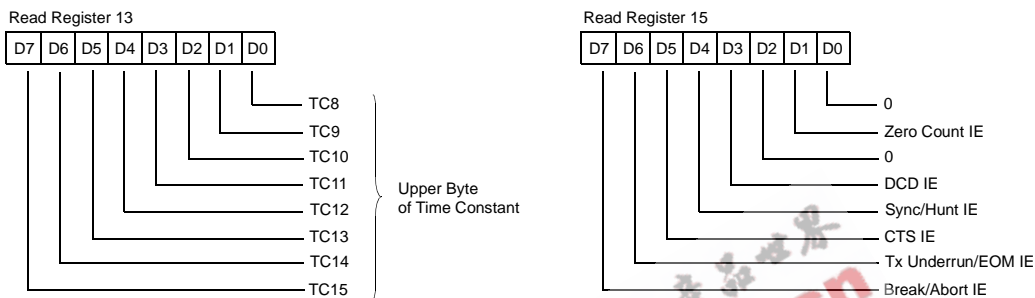 Read Register 13
D7 D6 D5 D4 D3 D2 D1 D0
TC8
TC9
TC10
TC11
TC12
TC13
TC14
TC15
Upper Byte
of Time Constant
Read Register 15
D7 D6 D5 D4 D3 D2 D1 D0
0
Zero Count IE
0
DCD IE
Sync/Hunt IE
CTS IE
Tx Underrun/EOM IE
Break/Abort IE